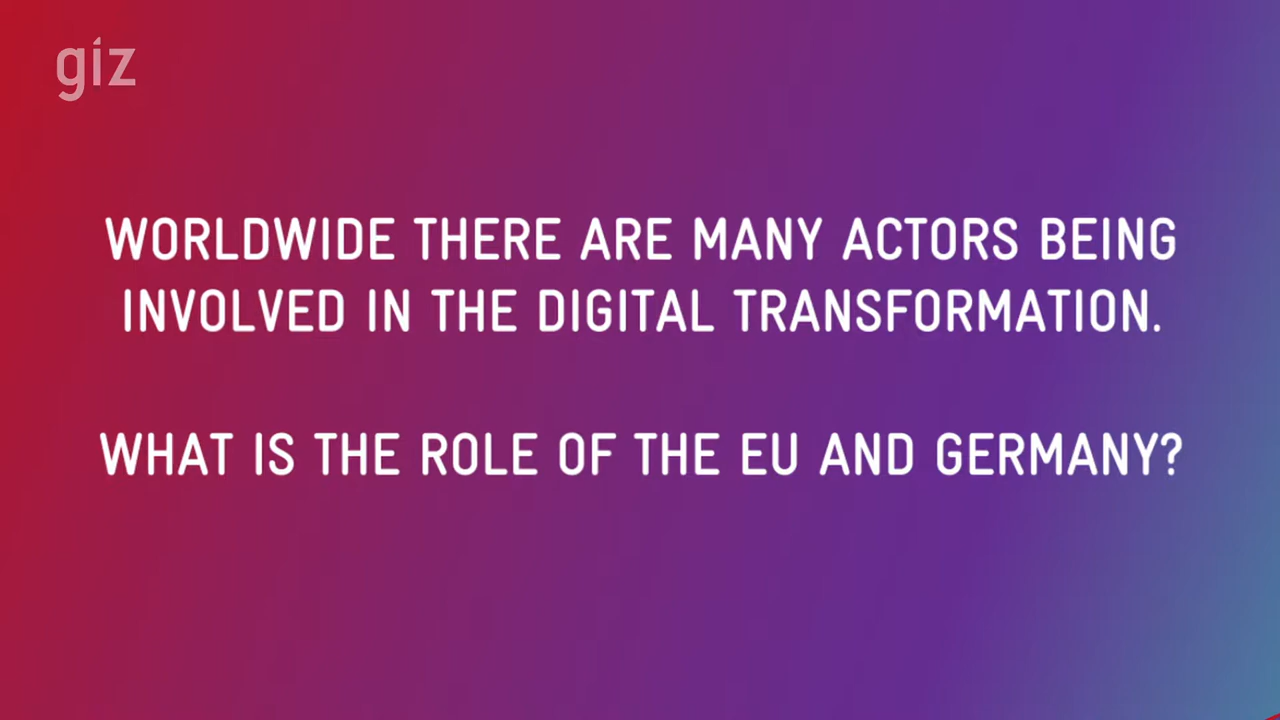 giz
WORLDWIDE THERE ARE MANY ACTORS BEING
INVOLVED IN THE DIGITAL TRANSFORMATION.
WHAT IS THE ROLE OF THE EU AND GERMANY?